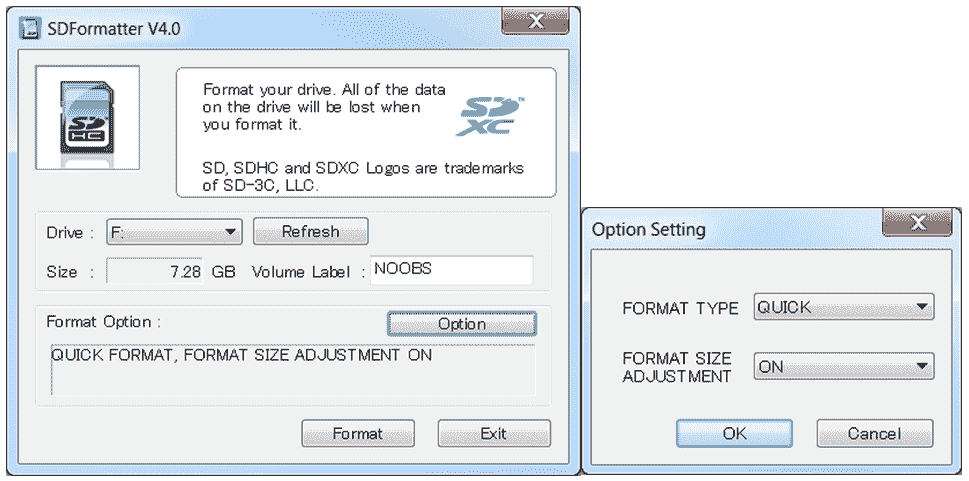 SDFormatter V4.0
Format your drive. All of the data
on the drive will be lost when
you format it.
SD, SDHC and SDXC Logos are trademarks
of SD-3C, LLC.
SD HC
SD XC™
Drive : F: Refresh
Size : 7.28 GB Volume Label : NOOBS
Format Option : Option
QUICK FORMAT, FORMAT SIZE ADJUSTMENT ON
Format Exit
Option Setting
FORMAT TYPE QUICK
FORMAT SIZE
ADJUSTMENT ON
OK Cancel